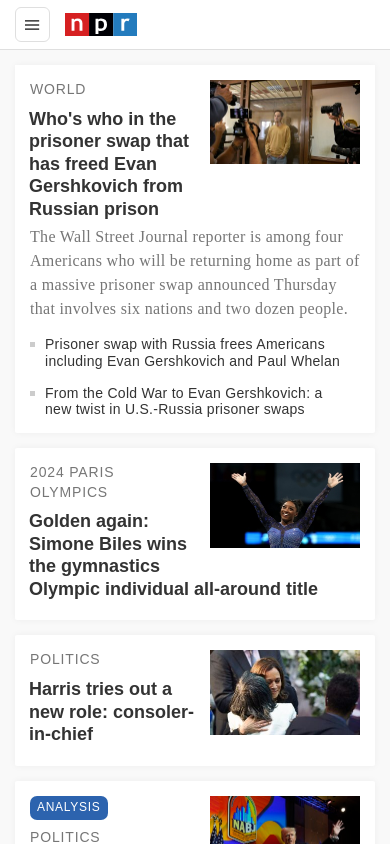 npr
WORLD
Who's who in the
prisoner swap that
has freed Evan
Gershkovich from
Russian prison
The Wall Street Journal reporter is among four
Americans who will be returning home as part of
a massive prisoner swap announced Thursday
that involves six nations and two dozen people.
Prisoner swap with Russia frees Americans
including Evan Gershkovich and Paul Whelan
From the Cold War to Evan Gershkovich: a
new twist in U.S.-Russia prisoner swaps
2024 PARIS
OLYMPICS
Golden again:
Simone Biles wins
the gymnastics
Olympic individual all-around title
POLITICS
Harris tries out a
new role: consoler-
in-chief
ANALYSIS
POLITICS
NABJ